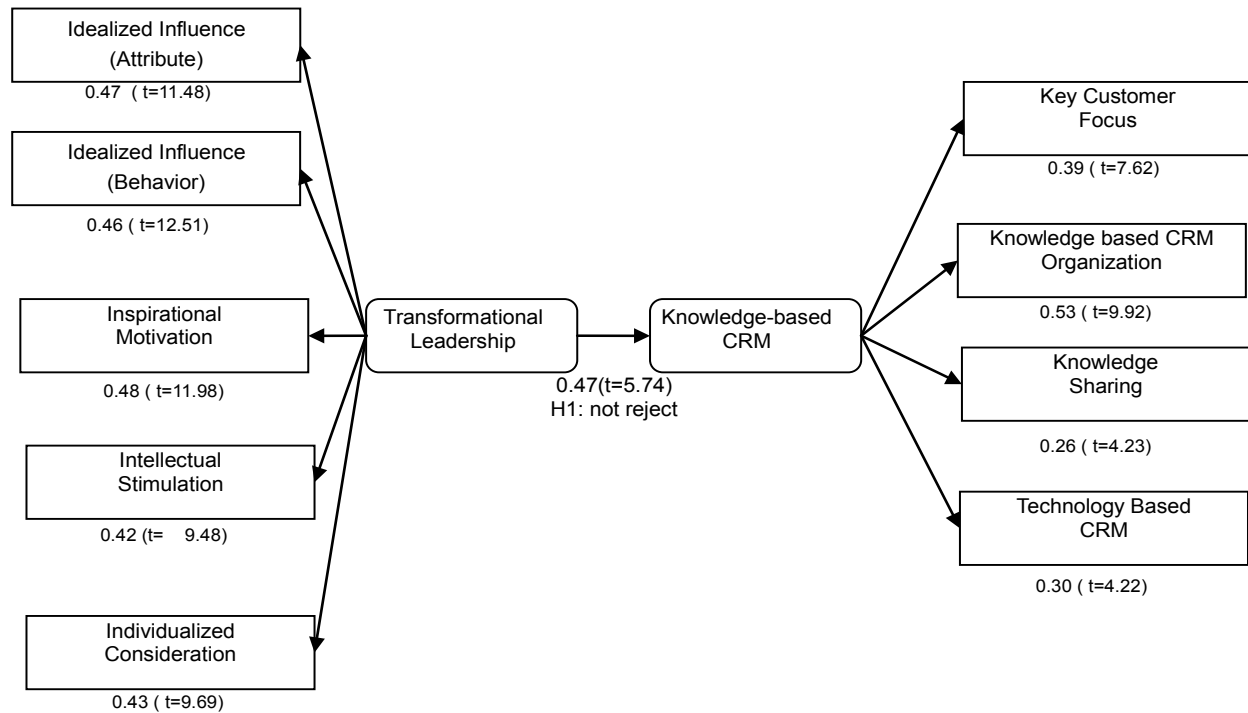 Idealized Influence
(Attribute)
0.47 ( t=11.48)
Idealized Influence
(Behavior)
0.46 ( t=12.51)
Inspirational
Motivation
0.48 ( t=11.98)
Intellectual
Stimulation
0.42 (t= 9.48)
Individualized
Consideration
0.43 ( t=9.69)
Transformational
Leadership
0.47(t=5.74)
H1: not reject
Knowledge-based
CRM
Key Customer
Focus
0.39 ( t=7.62)
Knowledge based CRM
Organization
0.53 ( t=9.92)
Knowledge
Sharing
0.26 ( t=4.23)
Technology Based
CRM
0.30 ( t=4.22)